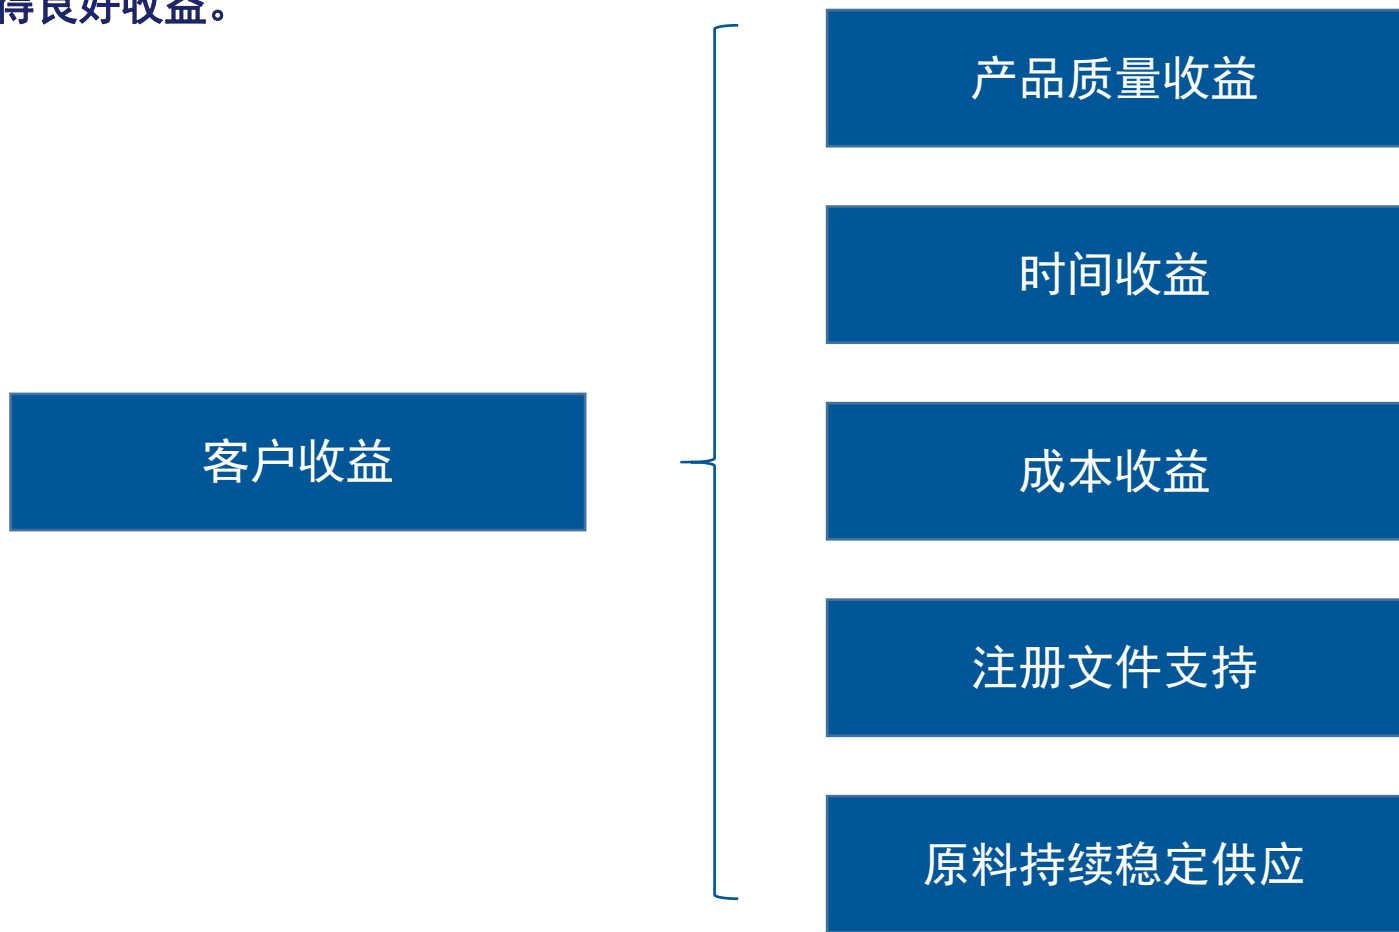 得良好收益。
产品质量收益
时间收益
客户收益
成本收益
注册文件支持
原料持续稳定供应